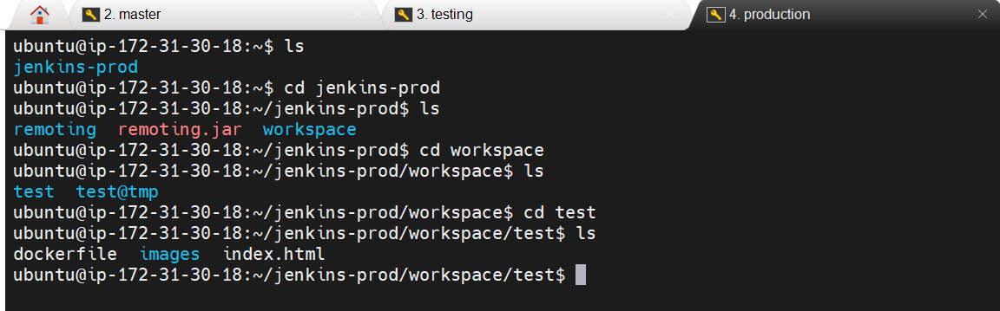 2. master
3. testing
4. production
ubuntu@ip-172-31-30-18:~$ ls
jenkins-prod
ubuntu@ip-172-31-30-18:~$ cd jenkins-prod
ubuntu@ip-172-31-30-18:~/jenkins-prod$ ls
remoting  remoting.jar  workspace
ubuntu@ip-172-31-30-18:~/jenkins-prod$ cd workspace
ubuntu@ip-172-31-30-18:~/jenkins-prod/workspace$ ls
test  test@tmp
ubuntu@ip-172-31-30-18:~/jenkins-prod/workspace$ cd test
ubuntu@ip-172-31-30-18:~/jenkins-prod/workspace/test$ ls
dockerfile  images  index.html
ubuntu@ip-172-31-30-18:~/jenkins-prod/workspace/test$